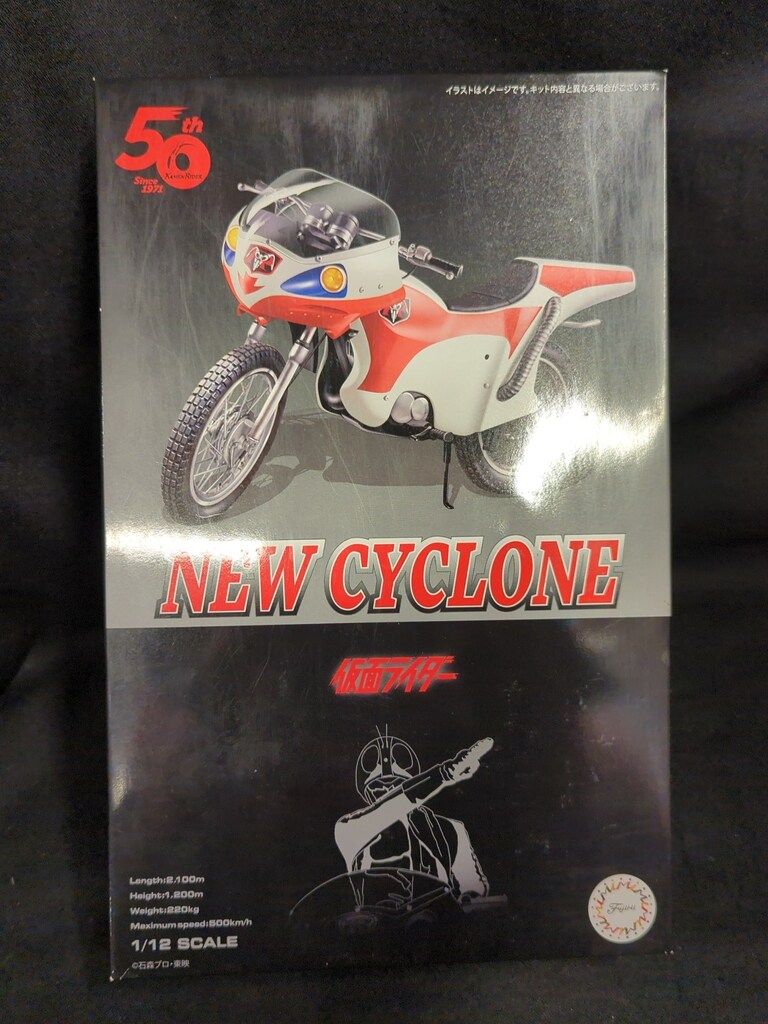 イラストはイメージです。キット内容と異なる場合がございます。
50th
KAMEN RIDER
Since
1971
NEW CYCLONE
仮面ライダー
Length:2,100m
Height:1,200m
Weight:220kg
Maximum speed:500km/h
1/12 SCALE
©石森プロ・東映
Fujimi